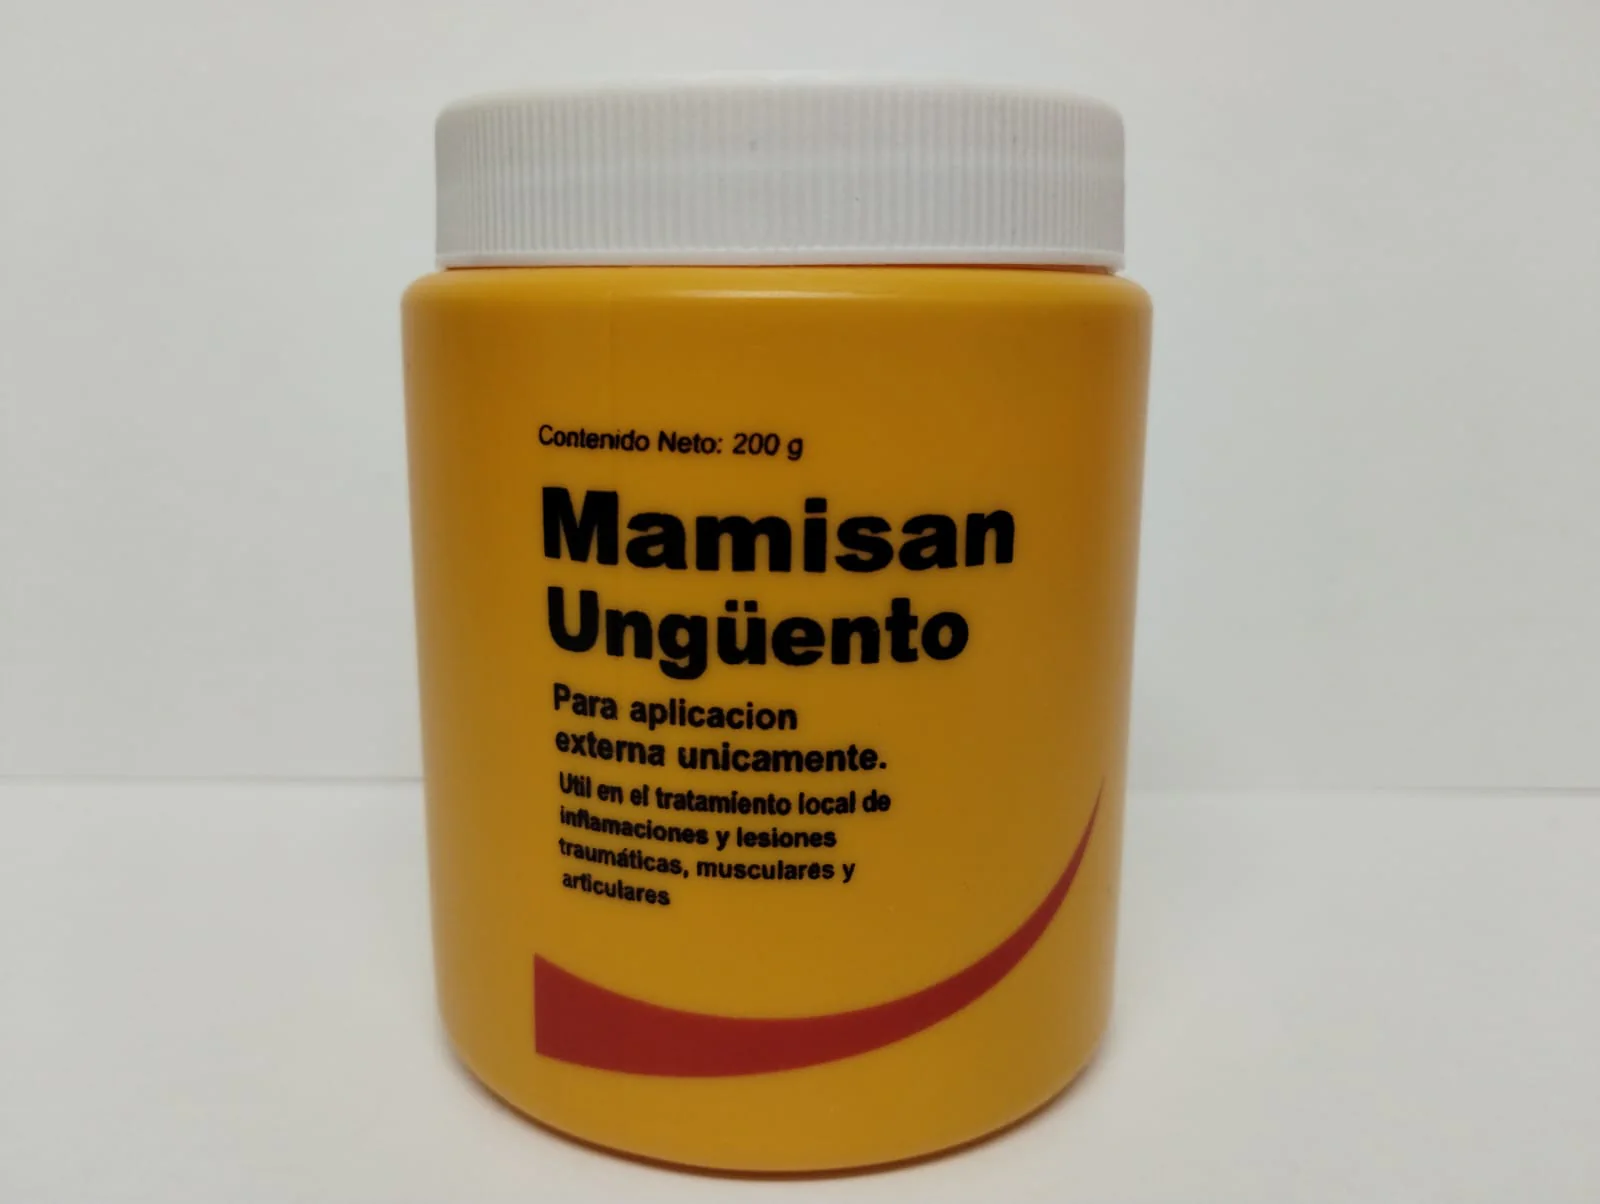 Contenido Neto: 200 g
Mamisan
Ungüento
Para aplicacion
externa unicamente.
Util en el tratamiento local de
inflamaciones y lesiones
traumáticas, musculares y
articulares